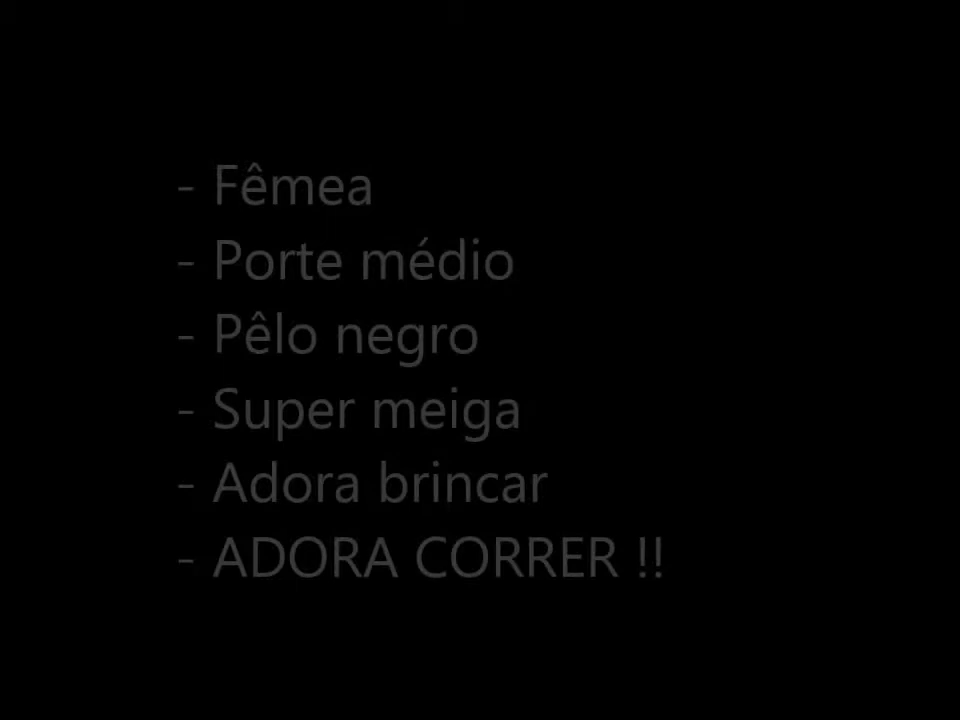 - Fêmea
- Porte médio
- Pêlo negro
- Super meiga
- Adora brincar
- ADORA CORRER !!